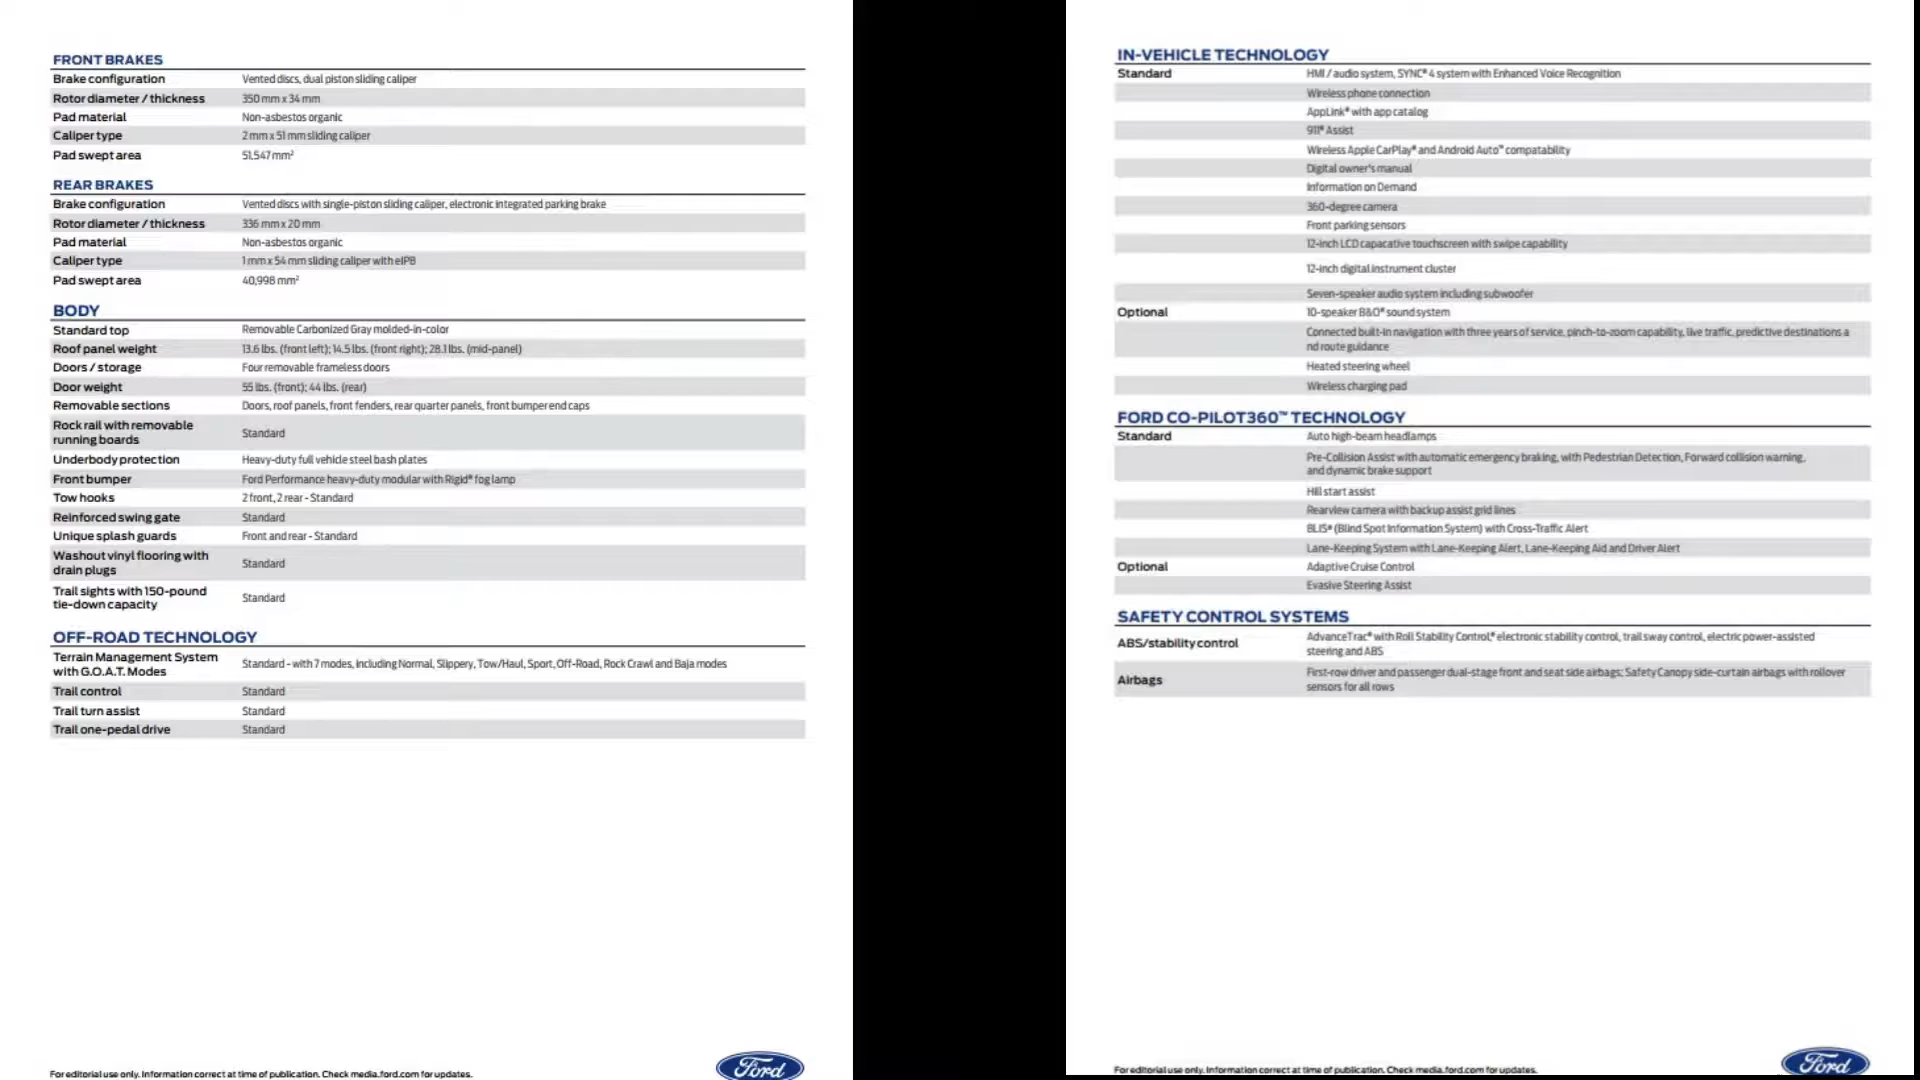 FRONT BRAKES
Brake configuration Vented discs, dual piston sliding caliper
Rotor diameter / thickness 350 mm x 34 mm
Pad material Non-asbestos organic
Caliper type 2 mm x 51 mm sliding caliper
Pad swept area 51,547 mm²
REAR BRAKES
Brake configuration Vented discs with single-piston sliding caliper, electronic integrated parking brake
Rotor diameter / thickness 336 mm x 20 mm
Pad material Non-asbestos organic
Caliper type 1 mm x 54 mm sliding caliper with eIPB
Pad swept area 40,998 mm²
BODY
Standard top Removable Carbonized Gray molded-in-color
Roof panel weight 13.6 lbs. (front left); 14.5 lbs. (front right); 28.1 lbs. (mid-panel)
Doors / storage Four removable frameless doors
Door weight 55 lbs. (front); 44 lbs. (rear)
Removable sections Doors, roof panels, front fenders, rear quarter panels, front bumper end caps
Rock rail with removable
running boards Standard
Underbody protection Heavy-duty full vehicle steel bash plates
Front bumper Ford Performance heavy-duty modular with Rigid® fog lamp
Tow hooks 2 front, 2 rear - Standard
Reinforced swing gate Standard
Unique splash guards Front and rear - Standard
Washout vinyl flooring with
drain plugs Standard
Trail sights with 150-pound
tie-down capacity Standard
OFF-ROAD TECHNOLOGY
Terrain Management System
with G.O.A.T. Modes Standard - with 7 modes, including Normal, Slippery, Tow/Haul, Sport, Off-Road, Rock Crawl and Baja modes
Trail control Standard
Trail turn assist Standard
Trail one-pedal drive Standard
For editorial use only. Information correct at time of publication. Check media.ford.com for updates.
Ford
IN-VEHICLE TECHNOLOGY
Standard HMI / audio system, SYNC® 4 system with Enhanced Voice Recognition
Wireless phone connection
AppLink® with app catalog
911® Assist
Wireless Apple CarPlay® and Android Auto™ compatability
Digital owner's manual
Information on Demand
360-degree camera
Front parking sensors
12-inch LCD capacative touchscreen with swipe capability
12-inch digital instrument cluster
Seven-speaker audio system including subwoofer
Optional 10-speaker B&O® sound system
Connected built-in navigation with three years of service, pinch-to-zoom capability, live traffic, predictive destinations a
nd route guidance
Heated steering wheel
Wireless charging pad
FORD CO-PILOT360™ TECHNOLOGY
Standard Auto high-beam headlamps
Pre-Collision Assist with automatic emergency braking, with Pedestrian Detection, Forward collision warning,
and dynamic brake support
Hill start assist
Rearview camera with backup assist grid lines
BLIS® (Blind Spot Information System) with Cross-Traffic Alert
Lane-Keeping System with Lane-Keeping Alert, Lane-Keeping Aid and Driver Alert
Optional Adaptive Cruise Control
Evasive Steering Assist
SAFETY CONTROL SYSTEMS
ABS/stability control AdvanceTrac® with Roll Stability Control,® electronic stability control, trail sway control, electric power-assisted
steering and ABS
Airbags First-row driver and passenger dual-stage front and seat side airbags; Safety Canopy side-curtain airbags with rollover
sensors for all rows
For editorial use only. Information correct at time of publication. Check media.ford.com for updates.
Ford